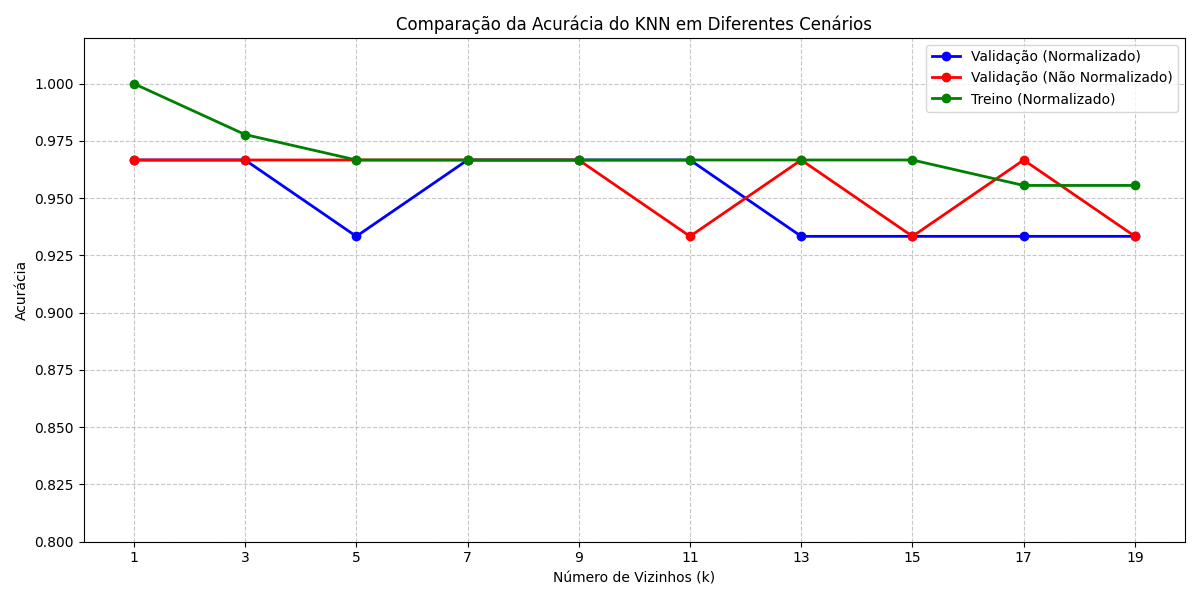 Comparação da Acurácia do KNN em Diferentes Cenários
Validação (Normalizado)
Validação (Não Normalizado)
Treino (Normalizado)
Acurácia
1.000
0.975
0.950
0.925
0.900
0.875
0.850
0.825
0.800
1 3 5 7 9 11 13 15 17 19
Número de Vizinhos (k)